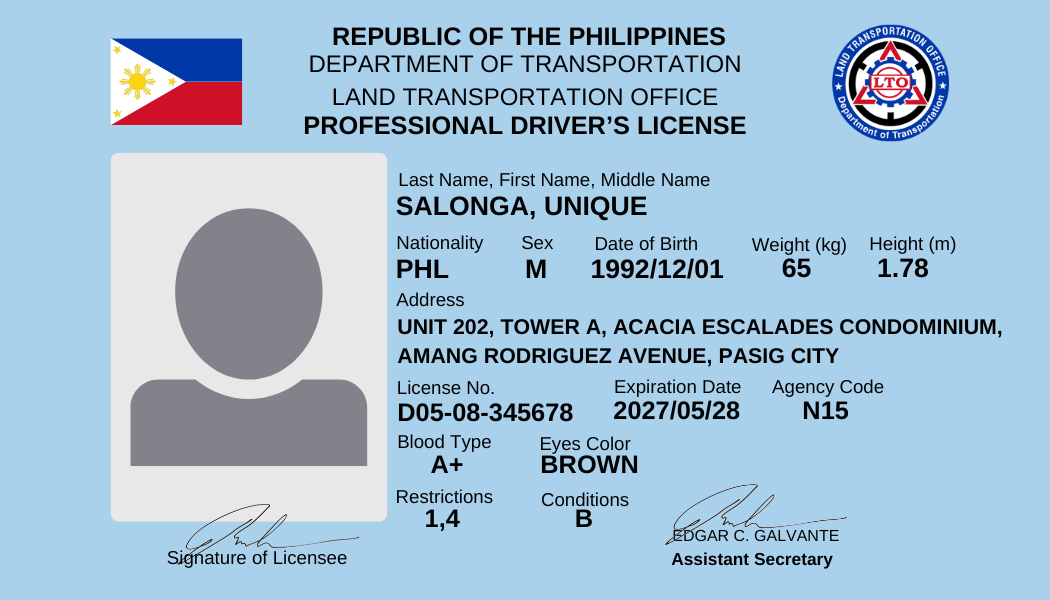 REPUBLIC OF THE PHILIPPINES
DEPARTMENT OF TRANSPORTATION
LAND TRANSPORTATION OFFICE
PROFESSIONAL DRIVER’S LICENSE
LAND TRANSPORTATION OFFICE
LTO
Department of Transportation
Last Name, First Name, Middle Name
SALONGA, UNIQUE
Nationality Sex Date of Birth Weight (kg) Height (m)
PHL M 1992/12/01 65 1.78
Address
UNIT 202, TOWER A, ACACIA ESCALADES CONDOMINIUM,
AMANG RODRIGUEZ AVENUE, PASIG CITY
License No. Expiration Date Agency Code
D05-08-345678 2027/05/28 N15
Blood Type Eyes Color
A+ BROWN
Restrictions Conditions
1,4 B
EDGAR C. GALVANTE
Signature of Licensee Assistant Secretary